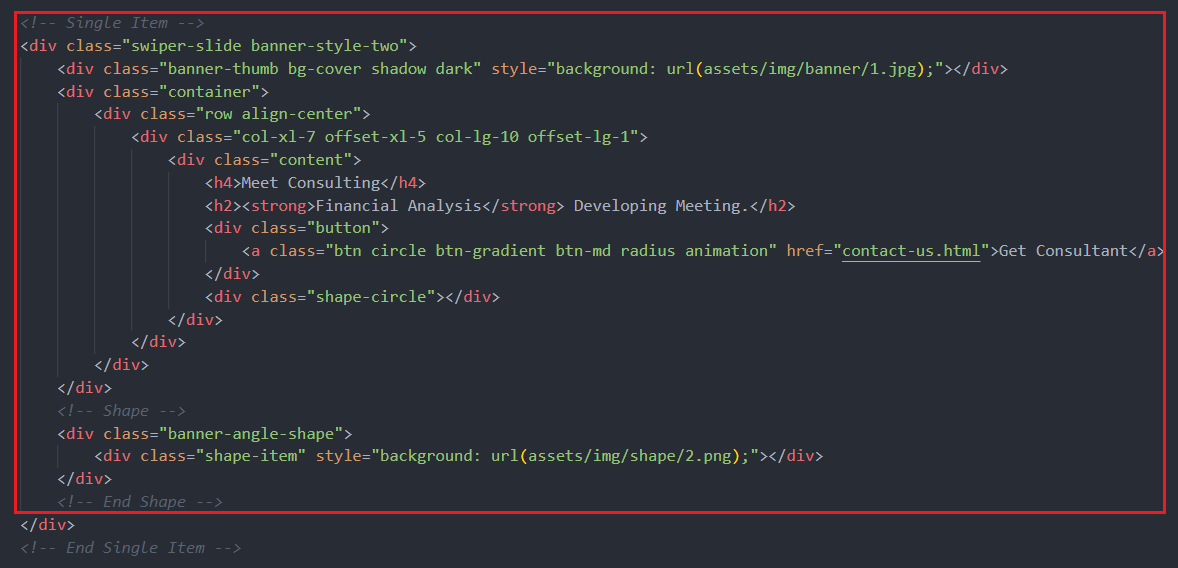 <!-- Single Item -->
<div class="swiper-slide banner-style-two">
    <div class="banner-thumb bg-cover shadow dark" style="background: url(assets/img/banner/1.jpg);"></div>
    <div class="container">
        <div class="row align-center">
            <div class="col-xl-7 offset-xl-5 col-lg-10 offset-lg-1">
                <div class="content">
                    <h4>Meet Consulting</h4>
                    <h2><strong>Financial Analysis</strong> Developing Meeting.</h2>
                    <div class="button">
                        <a class="btn circle btn-gradient btn-md radius animation" href="contact-us.html">Get Consultant</a>
                    </div>
                    <div class="shape-circle"></div>
                </div>
            </div>
        </div>
    </div>
    <!-- Shape -->
    <div class="banner-angle-shape">
        <div class="shape-item" style="background: url(assets/img/shape/2.png);"></div>
    </div>
    <!-- End Shape -->
</div>
<!-- End Single Item -->